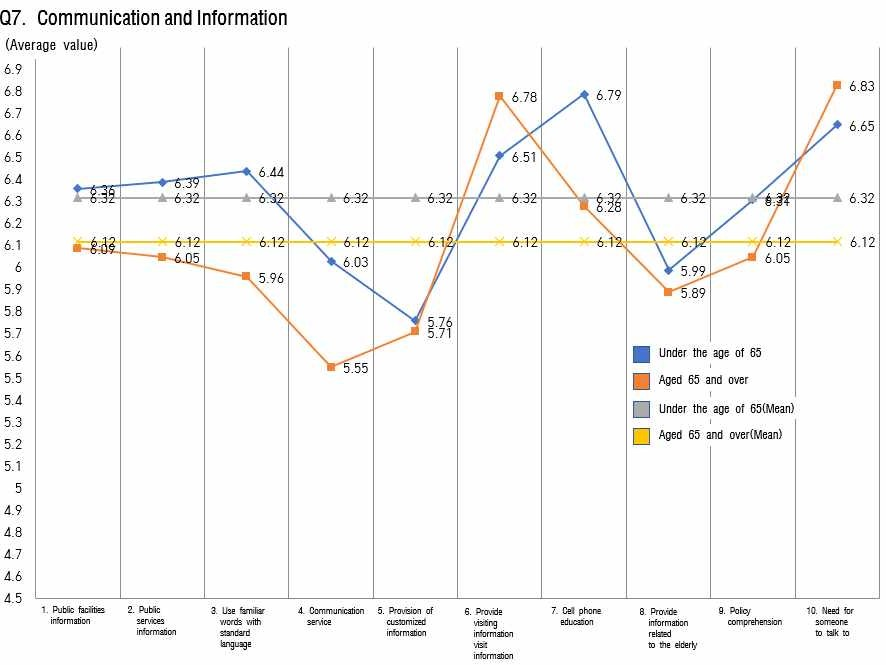 Q7. Communication and Information
(Average value)
6.9
6.8
6.7
6.6
6.5
6.4
6.3
6.2
6.1
6
5.9
5.8
5.7
5.6
5.5
5.4
5.3
5.2
5.1
5
4.9
4.8
4.7
4.6
4.5
6.36
6.39
6.44
6.03
5.76
6.51
6.79
5.99
6.31
6.65
6.09
6.05
5.96
5.55
5.71
6.78
6.28
5.89
6.05
6.83
6.32
6.32
6.32
6.32
6.32
6.32
6.32
6.32
6.32
6.32
6.12
6.12
6.12
6.12
6.12
6.12
6.12
6.12
6.12
6.12
Under the age of 65
Aged 65 and over
Under the age of 65(Mean)
Aged 65 and over(Mean)
1. Public facilities
information
2. Public
services
information
3. Use familiar
words with
standard
language
4. Communication
service
5. Provision of
customized
information
6. Provide
visiting
information
visit
information
7. Cell phone
education
8. Provide
information
related
to the elderly
9. Policy
comprehension
10. Need for
someone
to talk to